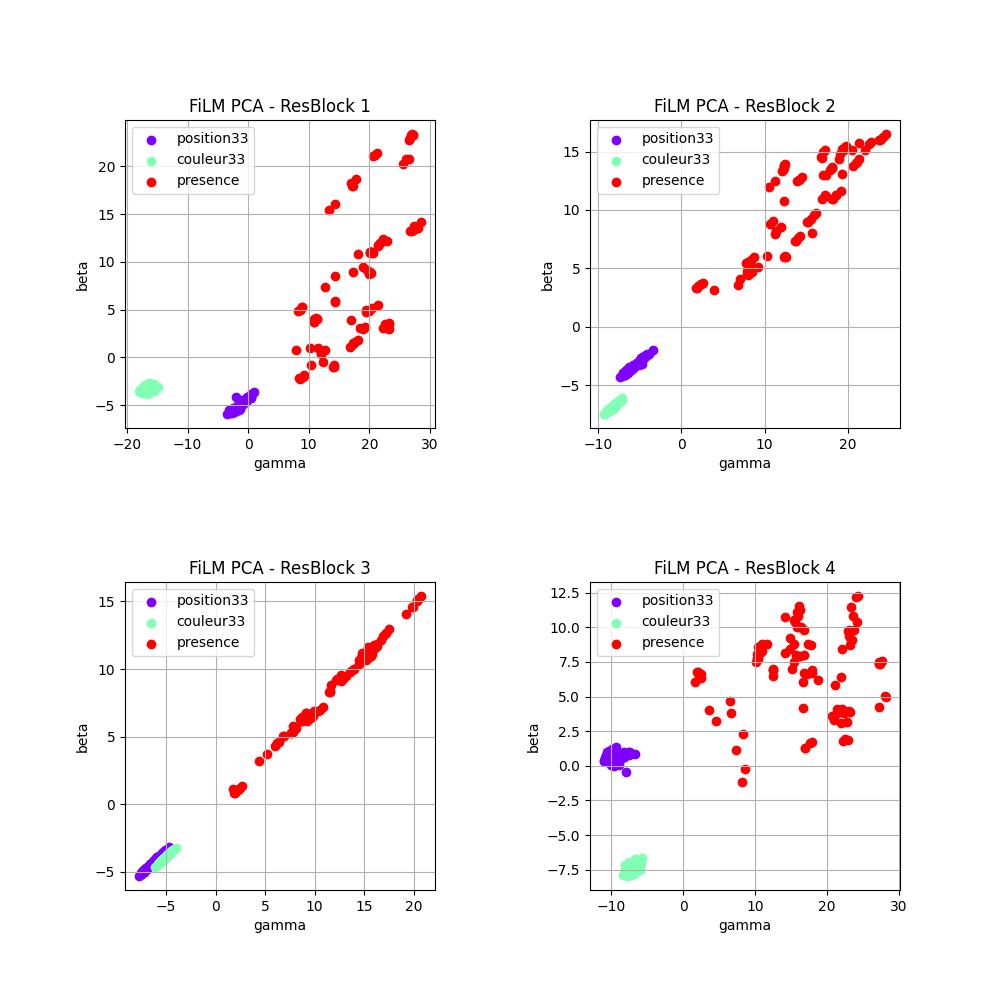 FiLM PCA - ResBlock 1
position33
couleur33
presence
beta
20
15
10
5
0
−5
−20
−10
0
10
20
30
gamma
FiLM PCA - ResBlock 2
position33
couleur33
presence
beta
15
10
5
0
−5
−10
0
10
20
gamma
FiLM PCA - ResBlock 3
position33
couleur33
presence
beta
15
10
5
0
−5
−5
0
5
10
15
20
gamma
FiLM PCA - ResBlock 4
position33
couleur33
presence
beta
12.5
10.0
7.5
5.0
2.5
0.0
−2.5
−5.0
−7.5
−10
0
10
20
30
gamma